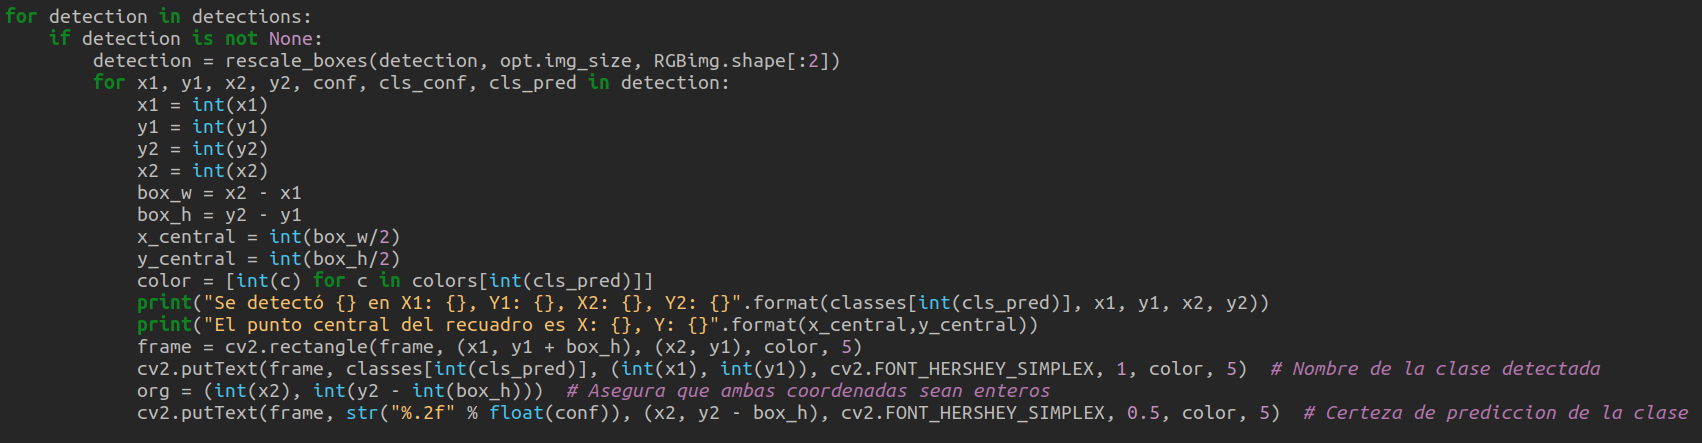 for detection in detections:
    if detection is not None:
        detection = rescale_boxes(detection, opt.img_size, RGBimg.shape[:2])
        for x1, y1, x2, y2, conf, cls_conf, cls_pred in detection:
            x1 = int(x1)
            y1 = int(y1)
            y2 = int(y2)
            x2 = int(x2)
            box_w = x2 - x1
            box_h = y2 - y1
            x_central = int(box_w/2)
            y_central = int(box_h/2)
            color = [int(c) for c in colors[int(cls_pred)]]
            print("Se detectó {} en X1: {}, Y1: {}, X2: {}, Y2: {}".format(classes[int(cls_pred)], x1, y1, x2, y2))
            print("El punto central del recuadro es X: {}, Y: {}".format(x_central,y_central))
            frame = cv2.rectangle(frame, (x1, y1 + box_h), (x2, y1), color, 5)
            cv2.putText(frame, classes[int(cls_pred)], (int(x1), int(y1)), cv2.FONT_HERSHEY_SIMPLEX, 1, color, 5)  # Nombre de la clase detectada
            org = (int(x2), int(y2 - int(box_h)))  # Asegura que ambas coordenadas sean enteros
            cv2.putText(frame, str("%.2f" % float(conf)), (x2, y2 - box_h), cv2.FONT_HERSHEY_SIMPLEX, 0.5, color, 5)  # Certeza de prediccion de la clase